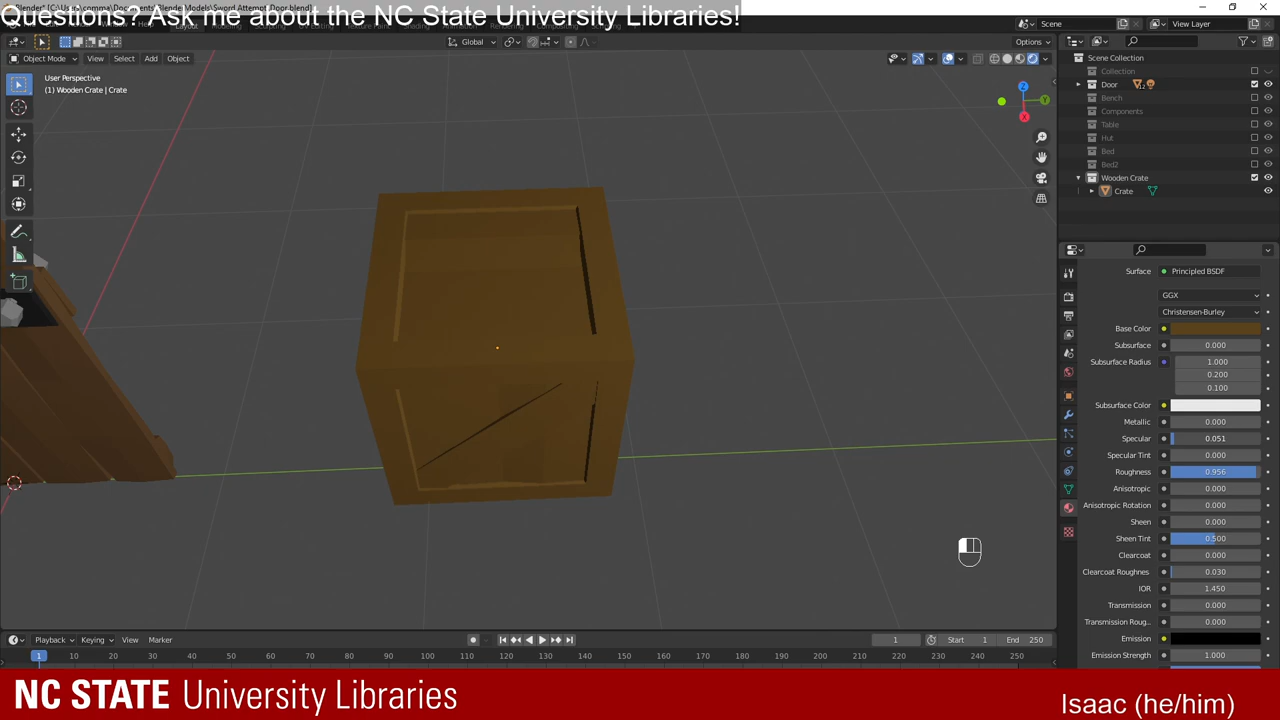 Questions? Ask me about the NC State University Libraries!
Scene
View Layer
Global
Options
Object Mode
View
Select
Add
Object
User Perspective
(1) Wooden Crate | Crate
Scene Collection
Collection
Door
12
Bench
Components
Table
Hut
Bed
Bed2
Wooden Crate
Crate
Z
Y
X
Surface
Principled BSDF
GGX
Christensen-Burley
Base Color
Subsurface
0.000
Subsurface Radius
1.000
0.200
0.100
Subsurface Color
Metallic
0.000
Specular
0.051
Specular Tint
0.000
Roughness
0.956
Anisotropic
0.000
Anisotropic Rotation
0.000
Sheen
0.000
Sheen Tint
0.500
Clearcoat
0.000
Clearcoat Roughnes
0.030
IOR
1.450
Transmission
0.000
Transmission Roug...
0.000
Emission
Emission Strength
1.000
Playback
Keying
View
Marker
1
Start
1
End
250
1
10
20
30
40
50
60
70
80
90
100
110
120
130
140
150
160
170
180
190
200
210
220
230
240
250
NC STATE University Libraries
Isaac (he/him)